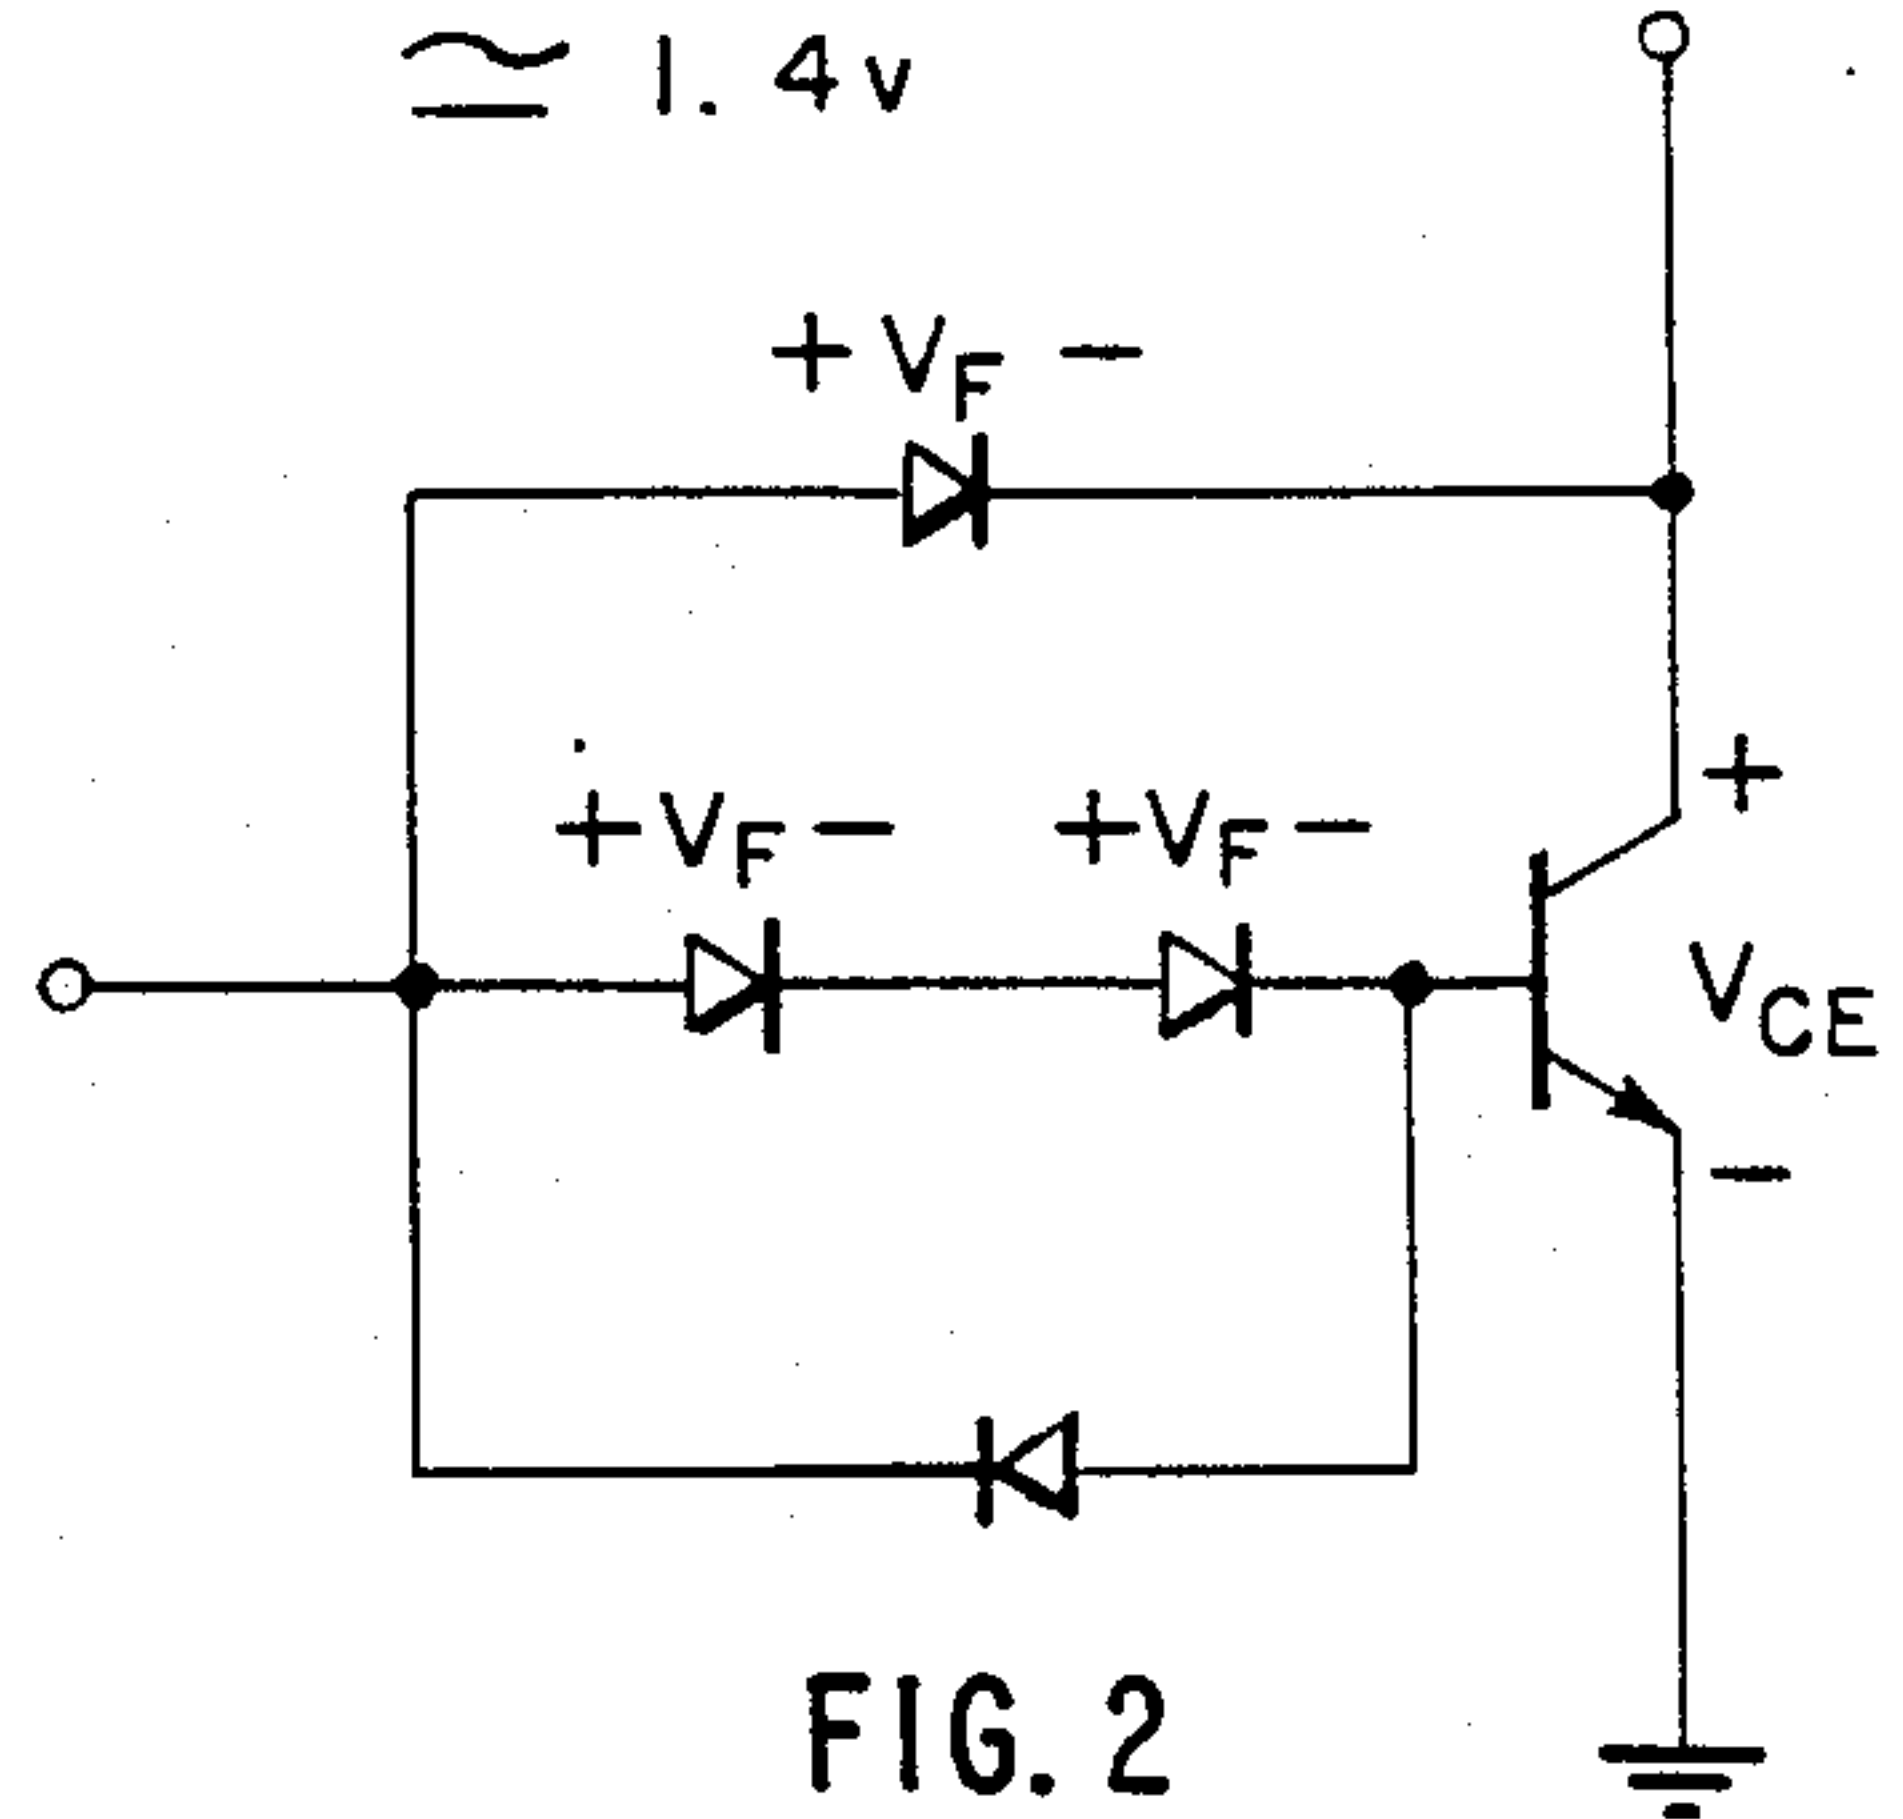 ≃ 1.4v
+ VF −
+VF− +VF−
+
VCE
−
FIG. 2